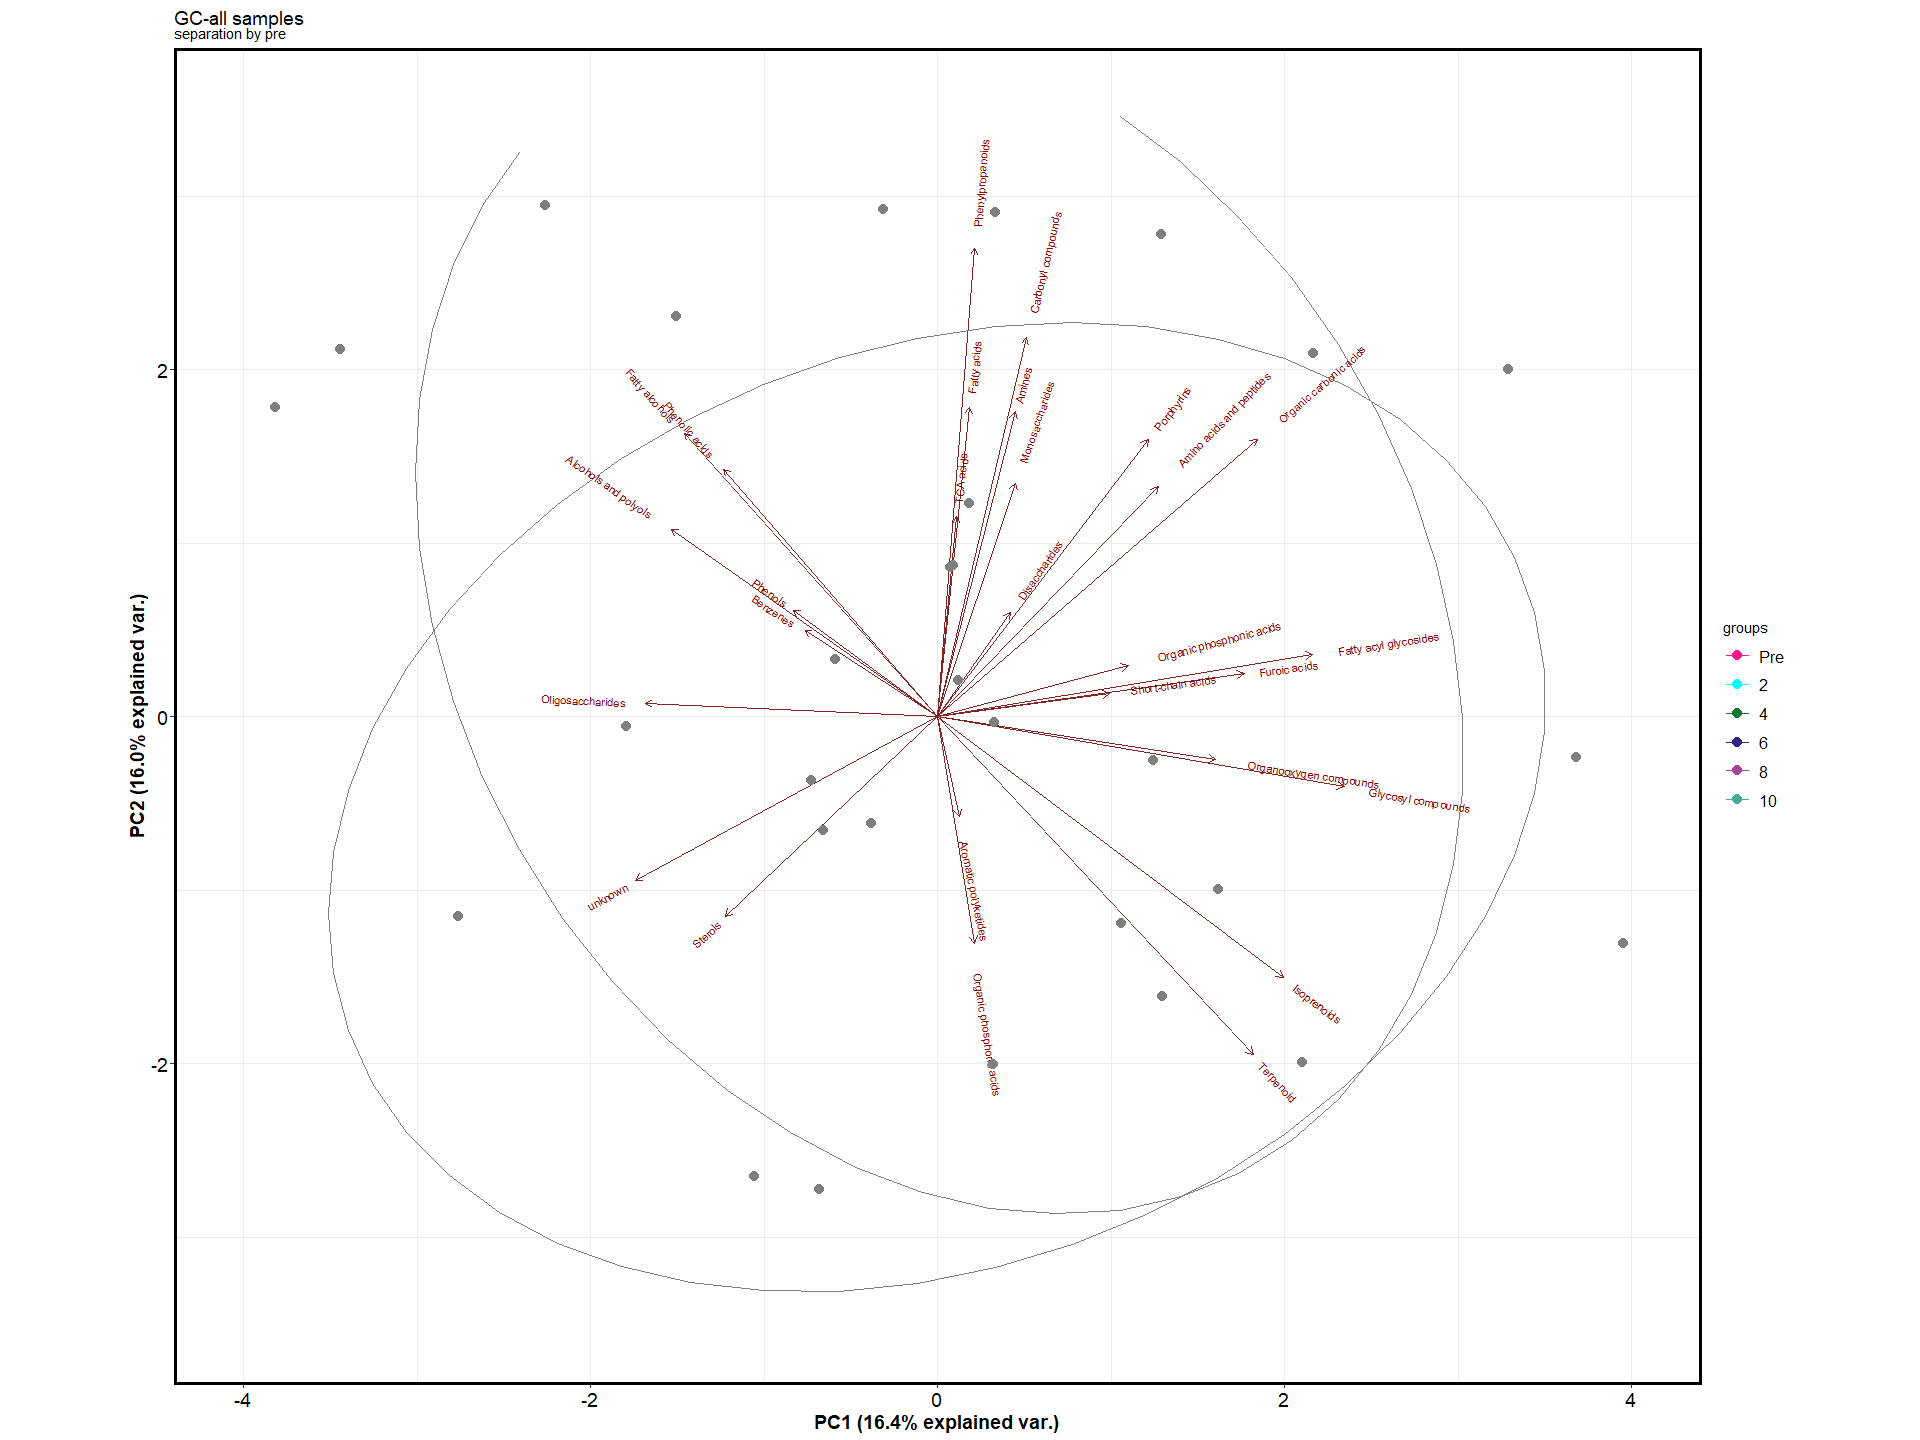 GC-all samples
separation by pre
Phenylpropanoids
Carbonyl compounds
Fatty acids
Amines
Monosaccharides
Porphyrins
Amino acids and peptides
Organic carbonic acids
Fatty alcohols
Phenolic acids
Alcohols and polyols
TCA acids
Disaccharides
Phenols
Benzenes
Organic phosphonic acids
Fatty acyl glycosides
Furoic acids
Short-chain acids
Oligosaccharides
Organooxygen compounds
Glycosyl compounds
unknown
Sterols
Aromatic polyketides
Organic phosphoric acids
Isoprenoids
Terpenoid
2
0
-2
PC2 (16.0% explained var.)
-4
-2
0
2
4
PC1 (16.4% explained var.)
groups
Pre
2
4
6
8
10